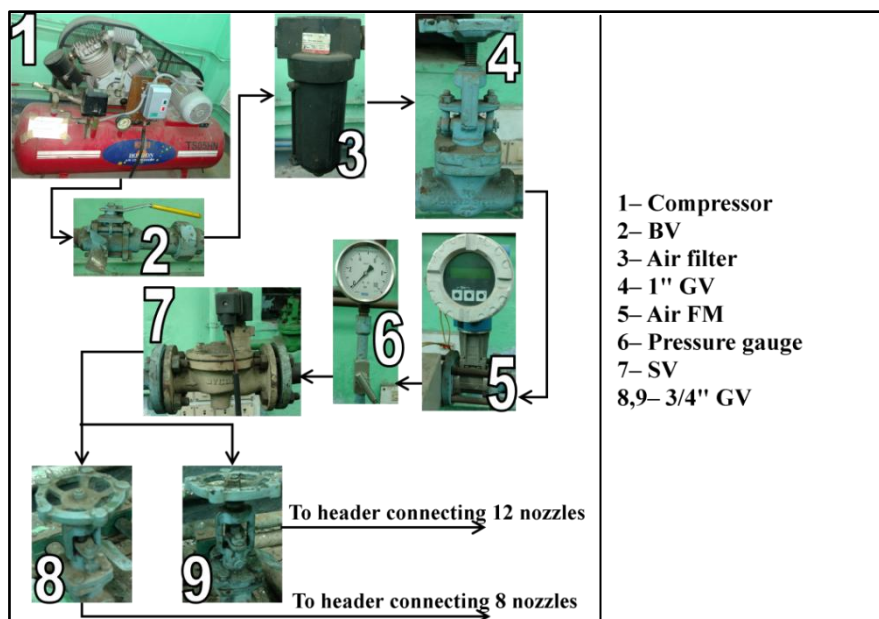 1
2
3
4
5
6
7
8
9
To header connecting 12 nozzles
To header connecting 8 nozzles
1– Compressor
2– BV
3– Air filter
4– 1" GV
5– Air FM
6– Pressure gauge
7– SV
8,9– 3/4" GV